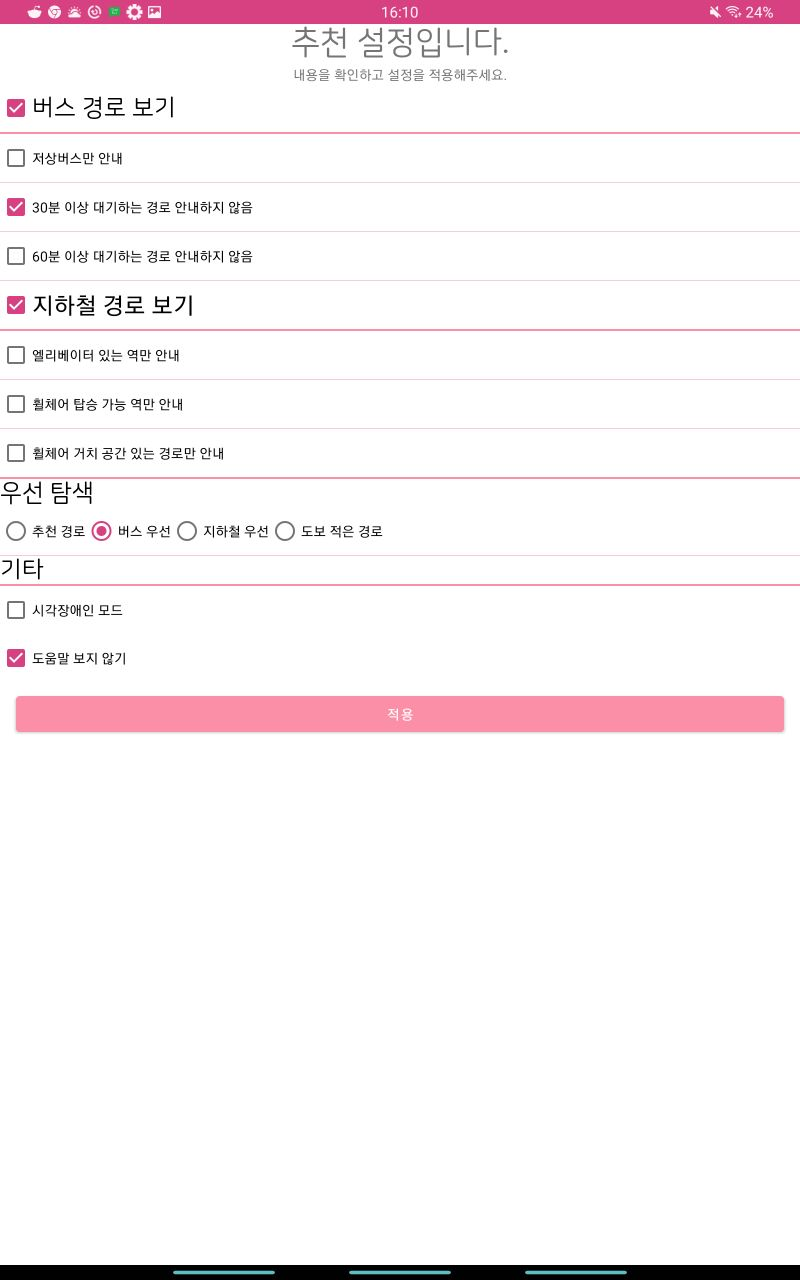 16:10
24%
추천 설정입니다.
내용을 확인하고 설정을 적용해주세요.
버스 경로 보기
저상버스만 안내
30분 이상 대기하는 경로 안내하지 않음
60분 이상 대기하는 경로 안내하지 않음
지하철 경로 보기
엘리베이터 있는 역만 안내
휠체어 탑승 가능 역만 안내
휠체어 거치 공간 있는 경로만 안내
우선 탐색
추천 경로 버스 우선 지하철 우선 도보 적은 경로
기타
시각장애인 모드
도움말 보지 않기
적용